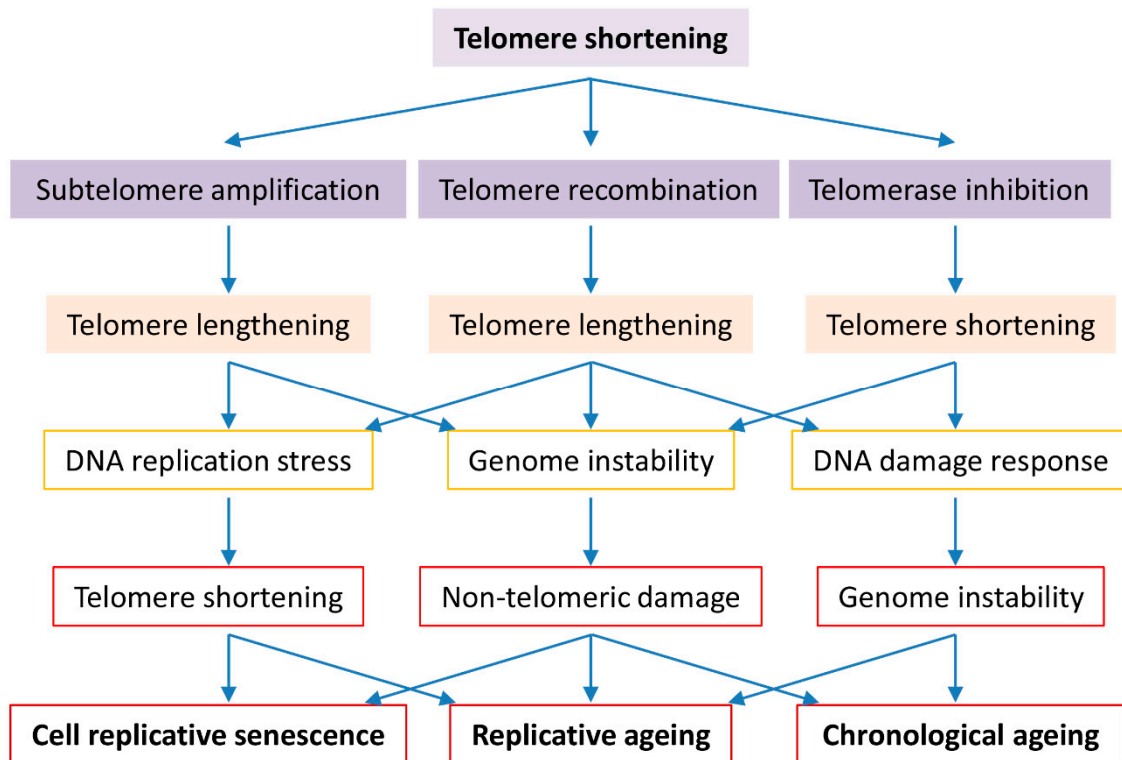 Telomere shortening
Subtelomere amplification
Telomere recombination
Telomerase inhibition
Telomere lengthening
Telomere lengthening
Telomere shortening
DNA replication stress
Genome instability
DNA damage response
Telomere shortening
Non-telomeric damage
Genome instability
Cell replicative senescence
Replicative ageing
Chronological ageing